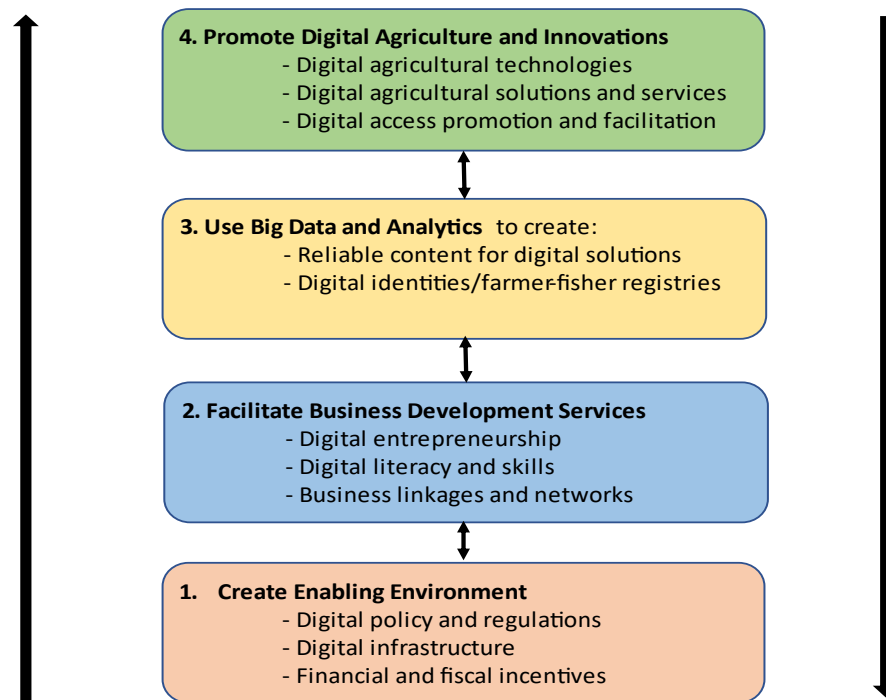 4. Promote Digital Agriculture and Innovations
- Digital agricultural technologies
- Digital agricultural solutions and services
- Digital access promotion and facilitation
3. Use Big Data and Analytics to create:
- Reliable content for digital solutions
- Digital identities/farmer-fisher registries
2. Facilitate Business Development Services
- Digital entrepreneurship
- Digital literacy and skills
- Business linkages and networks
1. Create Enabling Environment
- Digital policy and regulations
- Digital infrastructure
- Financial and fiscal incentives